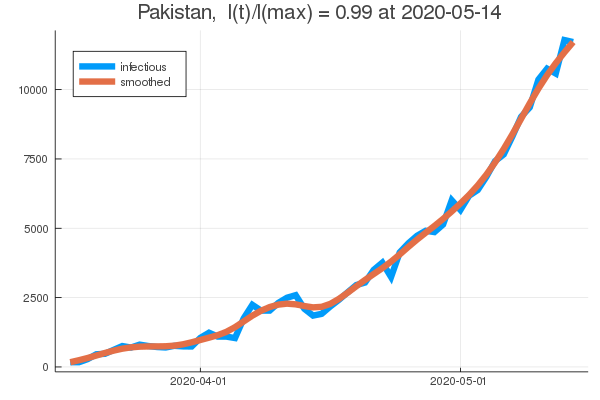 Pakistan, I(t)/I(max) = 0.99 at 2020-05-14
infectious
smoothed
10000
7500
5000
2500
0
2020-04-01 2020-05-01